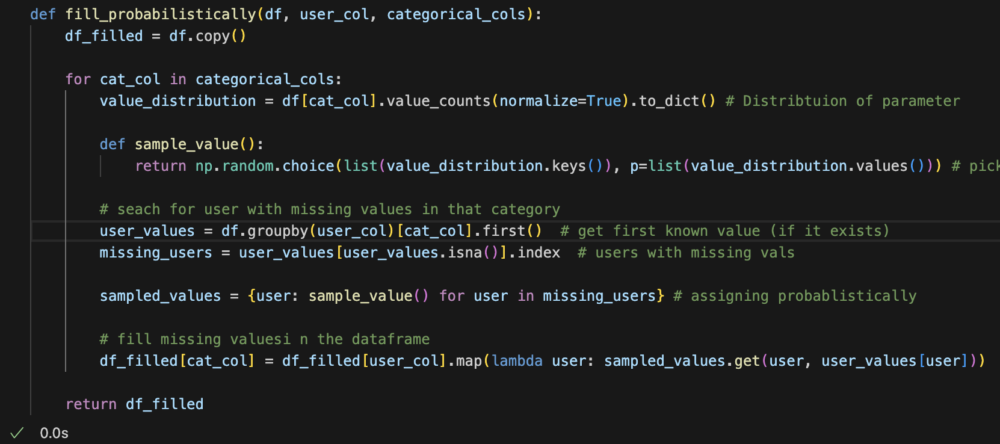 def fill_probabilistically(df, user_col, categorical_cols):
df_filled = df.copy()
for cat_col in categorical_cols:
value_distribution = df[cat_col].value_counts(normalize=True).to_dict() # Distribtuion of parameter
def sample_value():
return np.random.choice(list(value_distribution.keys()), p=list(value_distribution.values())) # pick
# seach for user with missing values in that category
user_values = df.groupby(user_col)[cat_col].first()  # get first known value (if it exists)
missing_users = user_values[user_values.isna()].index  # users with missing vals
sampled_values = {user: sample_value() for user in missing_users} # assigning probablistically
# fill missing valuesi n the dataframe
df_filled[cat_col] = df_filled[user_col].map(lambda user: sampled_values.get(user, user_values[user]))
return df_filled
0.0s